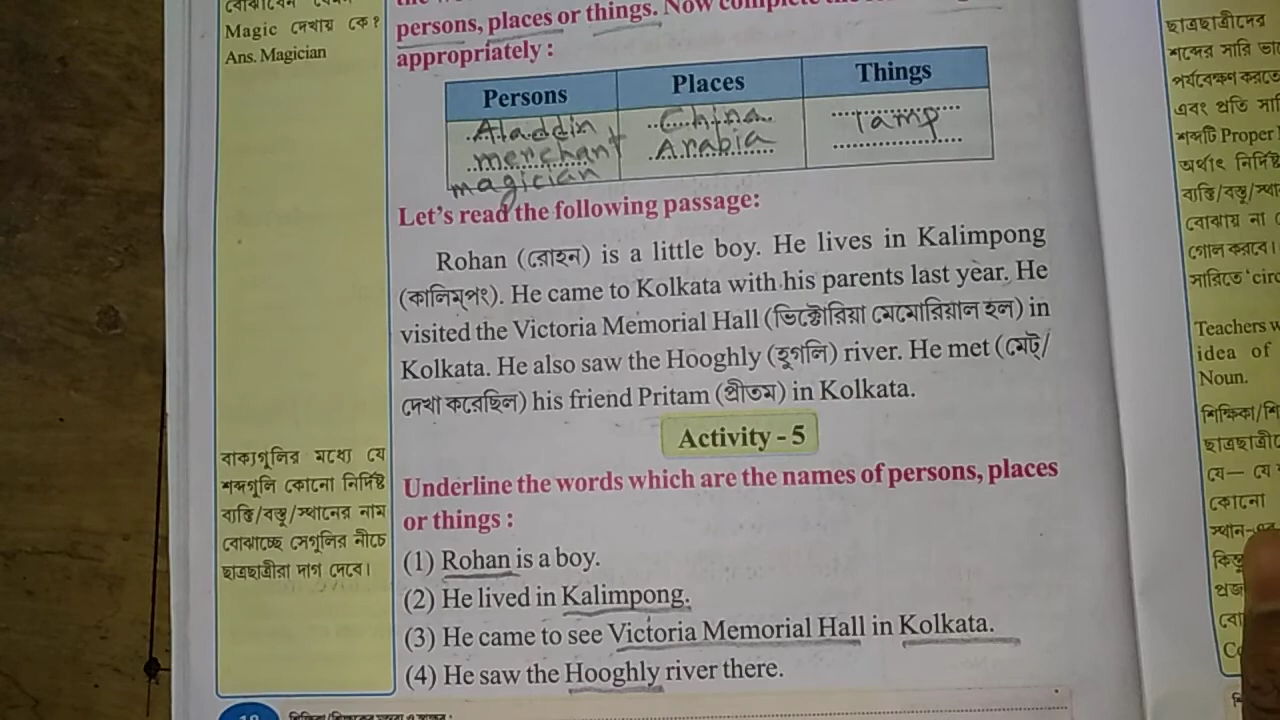 Magic দেখায় কে?
Ans. Magician
persons, places or things. Now
appropriately :
Persons Places Things
Aladdin China Tamp
merchant Arabia
magician
Let's read the following passage:
Rohan (রোহন) is a little boy. He lives in Kalimpong
(কালিম্পং). He came to Kolkata with his parents last year. He
visited the Victoria Memorial Hall (ভিক্টোরিয়া মেমোরিয়াল হল) in
Kolkata. He also saw the Hooghly (হুগলি) river. He met (মেট্/
দেখা করেছিল) his friend Pritam (প্রীতম) in Kolkata.
Activity - 5
বাক্যগুলির মধ্যে যে
শব্দগুলি কোনো নির্দিষ্ট
ব্যক্তি/বস্তু/স্থানের নাম
বোঝাচ্ছে সেগুলির নীচে
ছাত্রছাত্রীরা দাগ দেবে।
Underline the words which are the names of persons, places
or things :
(1) Rohan is a boy.
(2) He lived in Kalimpong.
(3) He came to see Victoria Memorial Hall in Kolkata.
(4) He saw the Hooghly river there.
ছাত্রছাত্রীদের
শব্দের সারি
পর্যবেক্ষণ করতে
এবং প্রতি
শব্দটি Proper
অর্থাৎ
ব্যক্তি/বস্তু
বোঝায় না
গোল করবে।
সারিতে
Teachers
idea of
Noun.
শিক্ষিকা
যে— যে
কোনো